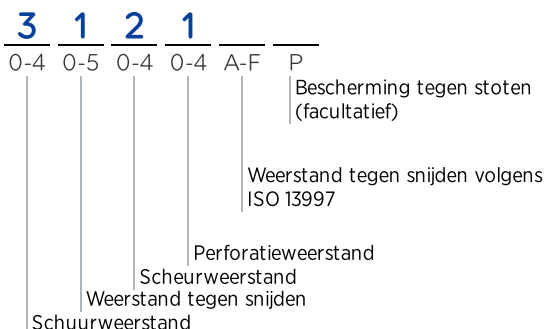 3 1 2 1
0-4 0-5 0-4 0-4 A-F P
Bescherming tegen stoten
(facultatief)
Weerstand tegen snijden volgens
ISO 13997
Perforatieweerstand
Scheurweerstand
Weerstand tegen snijden
Schuurweerstand